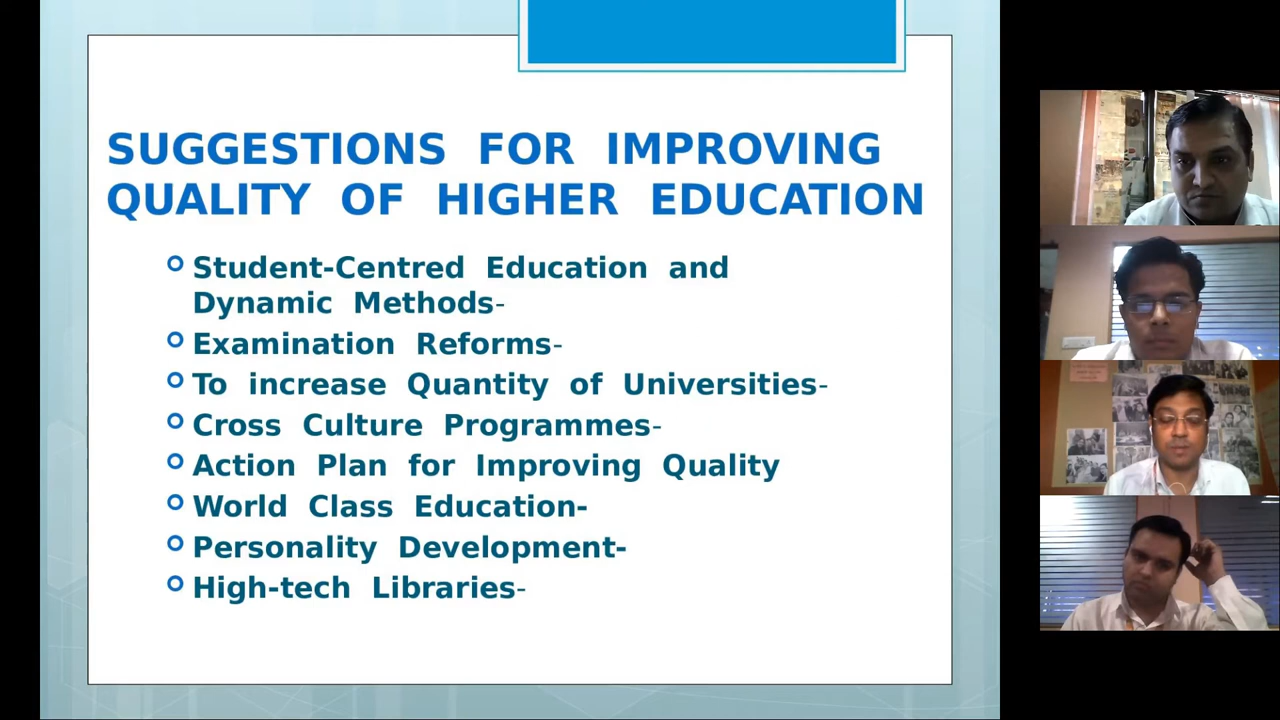 SUGGESTIONS FOR IMPROVING
QUALITY OF HIGHER EDUCATION
Student-Centred Education and
Dynamic Methods-
Examination Reforms-
To increase Quantity of Universities-
Cross Culture Programmes-
Action Plan for Improving Quality
World Class Education-
Personality Development-
High-tech Libraries-